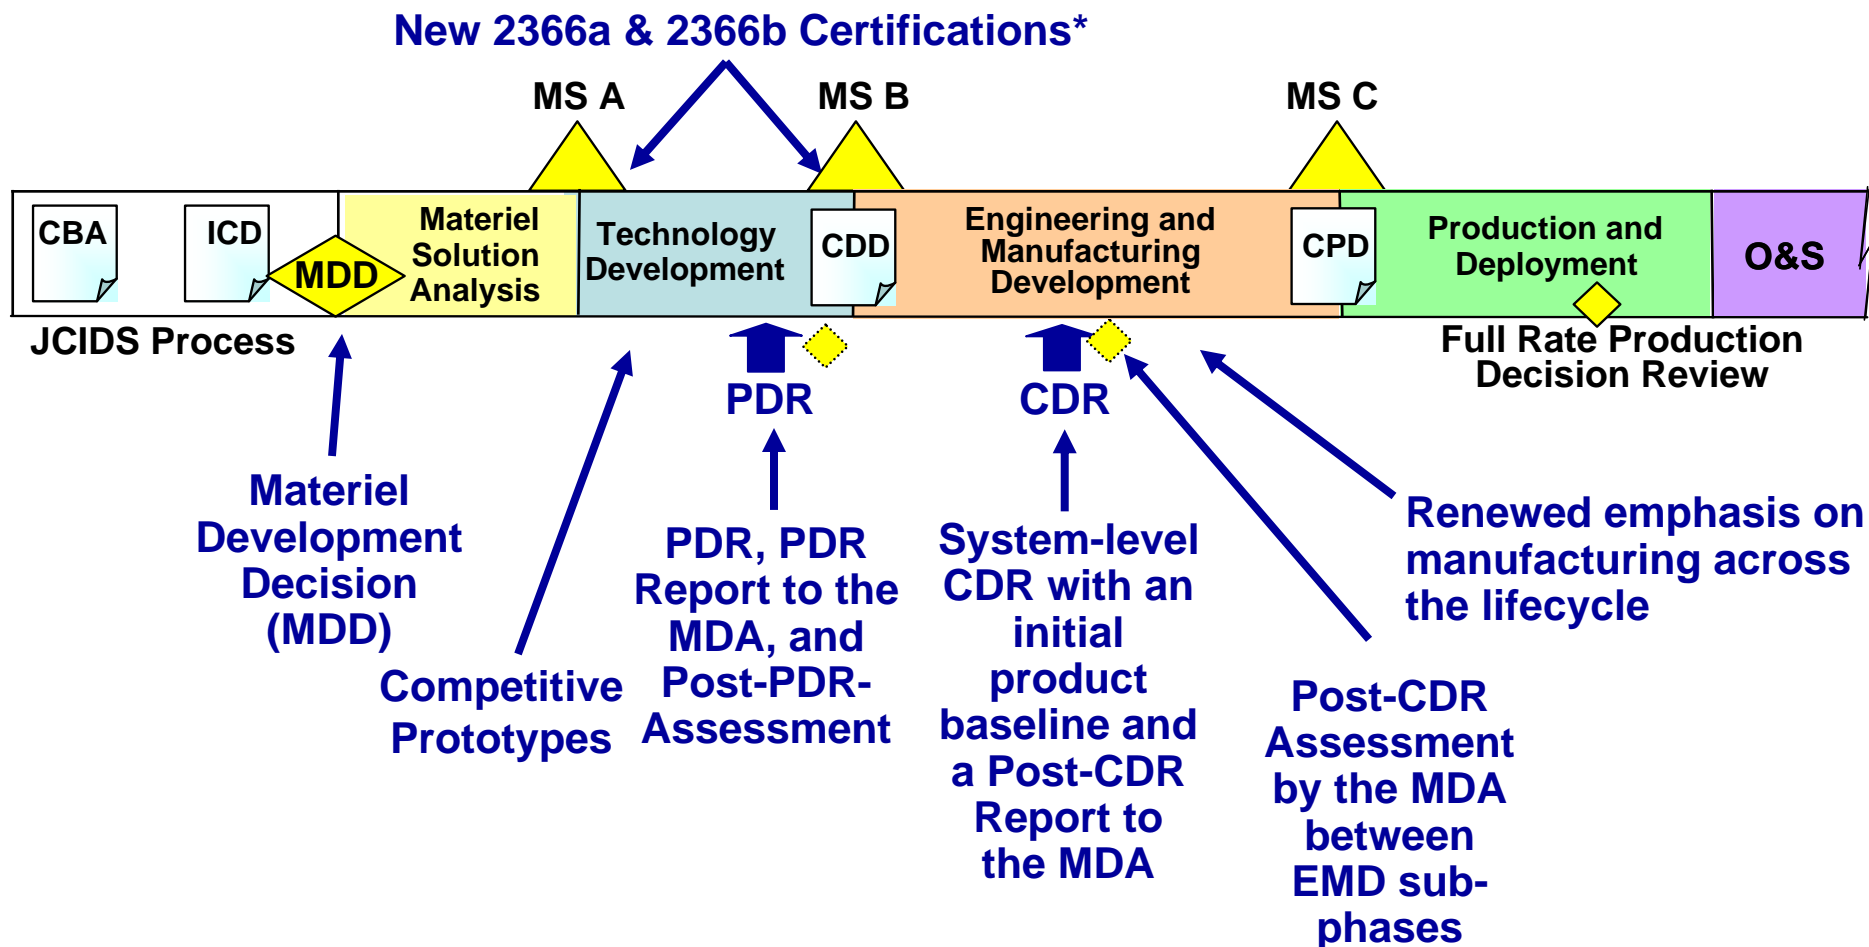 New 2366a & 2366b Certifications*
MS A
MS B
MS C
CBA
ICD
MDD
Materiel
Solution
Analysis
Technology
Development
CDD
Engineering and
Manufacturing
Development
CPD
Production and
Deployment
O&S
JCIDS Process
PDR
CDR
Full Rate Production
Decision Review
Materiel
Development
Decision
(MDD)
Competitive
Prototypes
PDR, PDR
Report to the
MDA, and
Post-PDR-
Assessment
System-level
CDR with an
initial
product
baseline and
a Post-CDR
Report to
the MDA
Post-CDR
Assessment
by the MDA
between
EMD sub-
phases
Renewed emphasis on
manufacturing across
the lifecycle